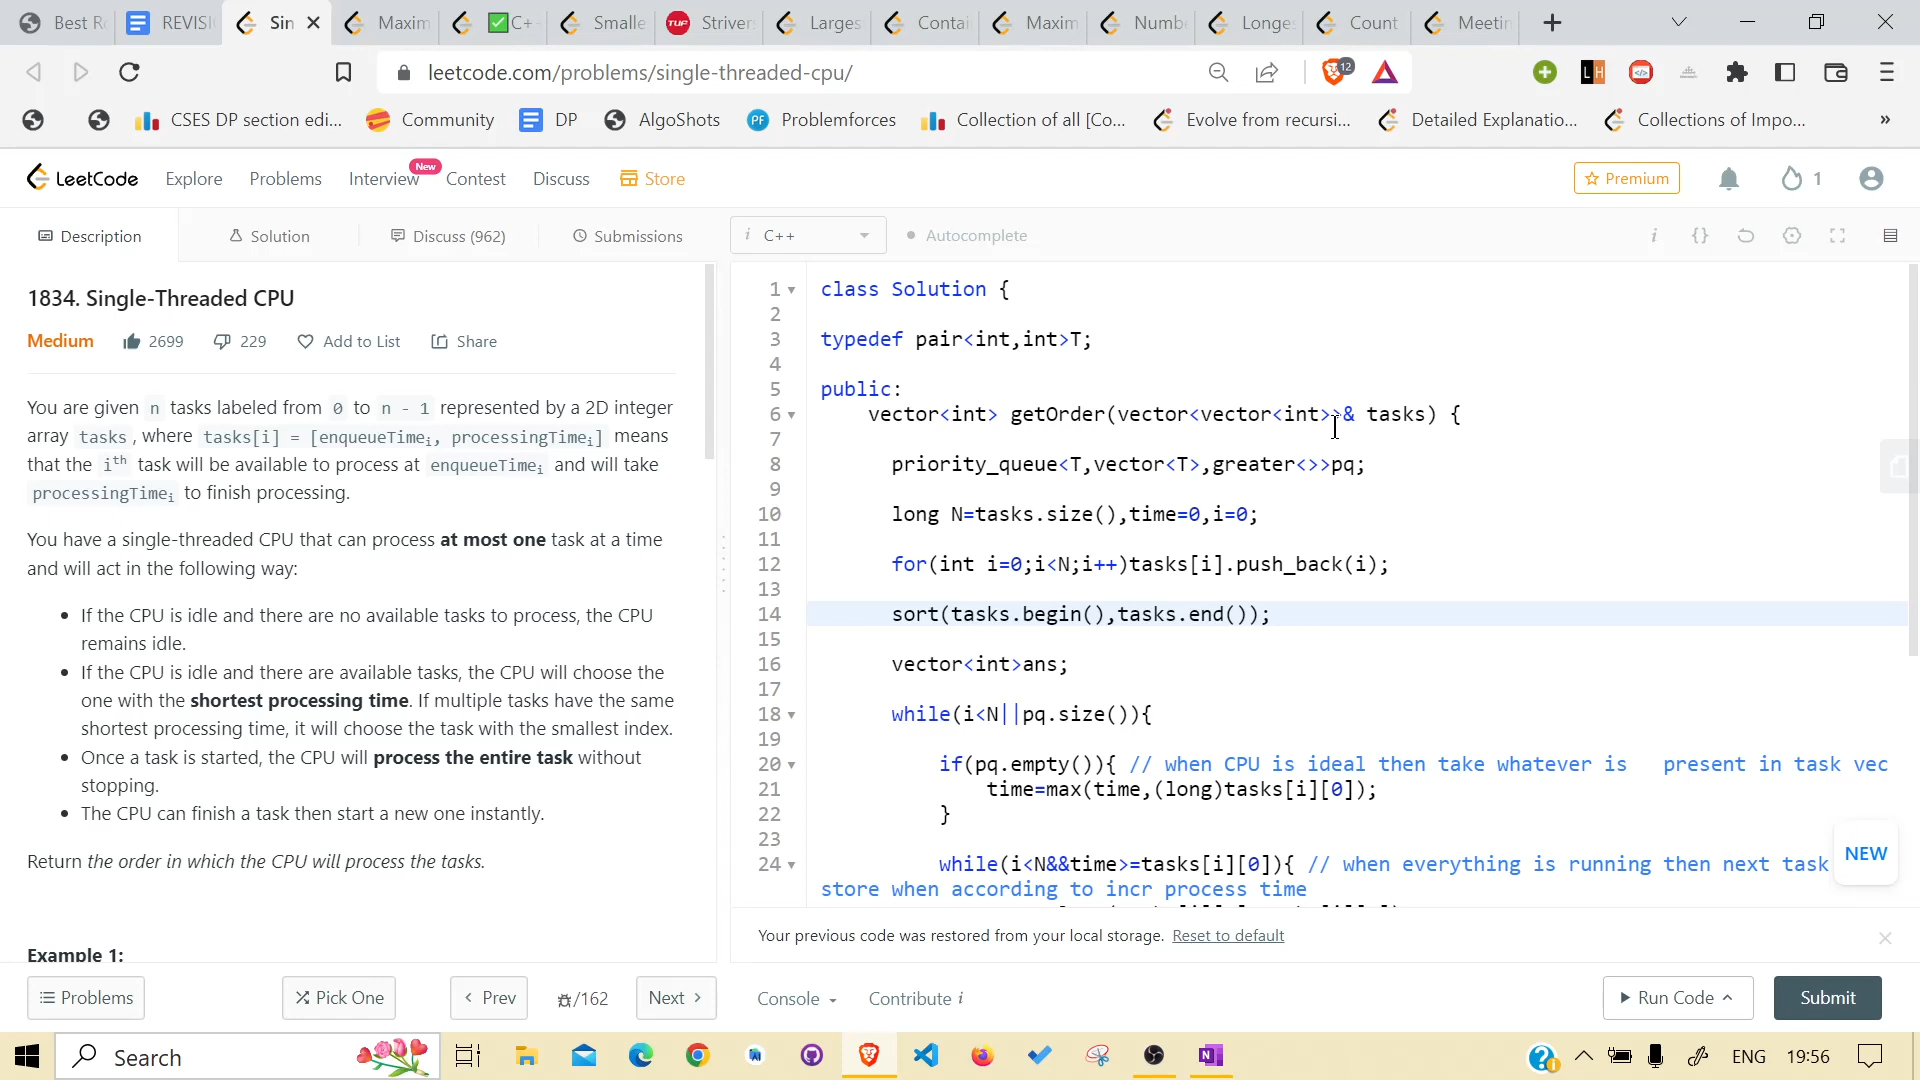 Best Ro
REVISI
Sin
Maxim
C++
Smalle
TUF
Strivers
Larges
Contai
Maxim
Numb
Longes
Count
Meetin
leetcode.com/problems/single-threaded-cpu/
12
CSES DP section edi...
Community
DP
AlgoShots
PF
Problemforces
Collection of all [Co...
Evolve from recursi...
Detailed Explanatio...
Collections of Impo...
»
LeetCode
Explore
Problems
Interview
New
Contest
Discuss
Store
Premium
1
Description
Solution
Discuss (962)
Submissions
i C++
Autocomplete
i {}
1834. Single-Threaded CPU
Medium
2699
229
Add to List
Share
You are given n tasks labeled from 0 to n - 1 represented by a 2D integer
array tasks, where tasks[i] = [enqueueTimeᵢ, processingTimeᵢ] means
that the iᵗʰ task will be available to process at enqueueTimeᵢ and will take
processingTimeᵢ to finish processing.
You have a single-threaded CPU that can process at most one task at a time
and will act in the following way:
• If the CPU is idle and there are no available tasks to process, the CPU
remains idle.
• If the CPU is idle and there are available tasks, the CPU will choose the
one with the shortest processing time. If multiple tasks have the same
shortest processing time, it will choose the task with the smallest index.
• Once a task is started, the CPU will process the entire task without
stopping.
• The CPU can finish a task then start a new one instantly.
Return the order in which the CPU will process the tasks.
Example 1:
1 class Solution {
2
3 typedef pair<int,int>T;
4
5 public:
6 vector<int> getOrder(vector<vector<int>>& tasks) {
7
8 priority_queue<T,vector<T>,greater<>>pq;
9
10 long N=tasks.size(),time=0,i=0;
11
12 for(int i=0;i<N;i++)tasks[i].push_back(i);
13
14 sort(tasks.begin(),tasks.end());
15
16 vector<int>ans;
17
18 while(i<N||pq.size()){
19
20 if(pq.empty()){ // when CPU is ideal then take whatever is present in task vec
21 time=max(time,(long)tasks[i][0]);
22 }
23
24 while(i<N&&time>=tasks[i][0]){ // when everything is running then next task
store when according to incr process time
NEW
Your previous code was restored from your local storage. Reset to default
Problems
Pick One
Prev
/162
Next
Console
Contribute i
Run Code
Submit
Search
ENG
19:56